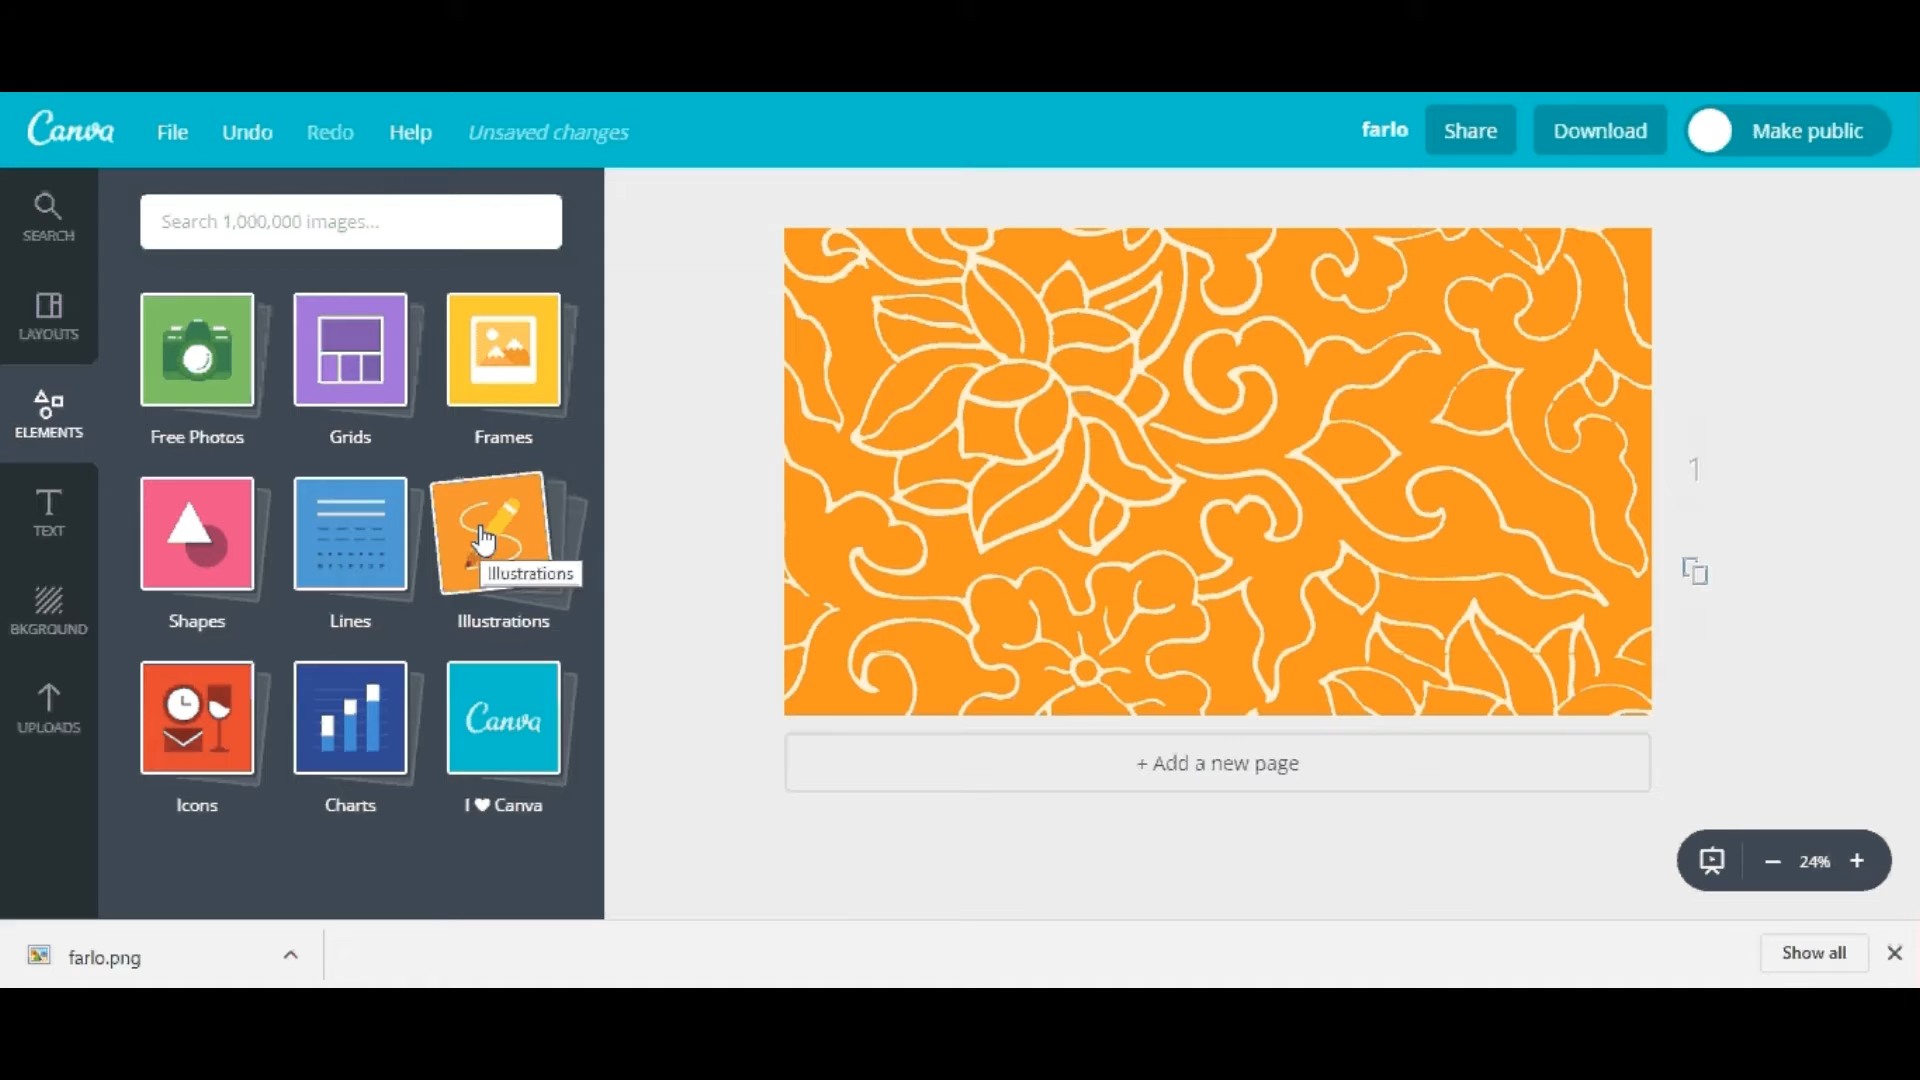 Canva File Undo Redo Help Unsaved changes farlo Share Download Make public
SEARCH
LAYOUTS
ELEMENTS
TEXT
BKGROUND
UPLOADS
Search 1,000,000 images...
Free Photos Grids Frames
Illustrations
Shapes Lines Illustrations
Canva
Icons Charts I ♥ Canva
1
+ Add a new page
24%
farlo.png
Show all